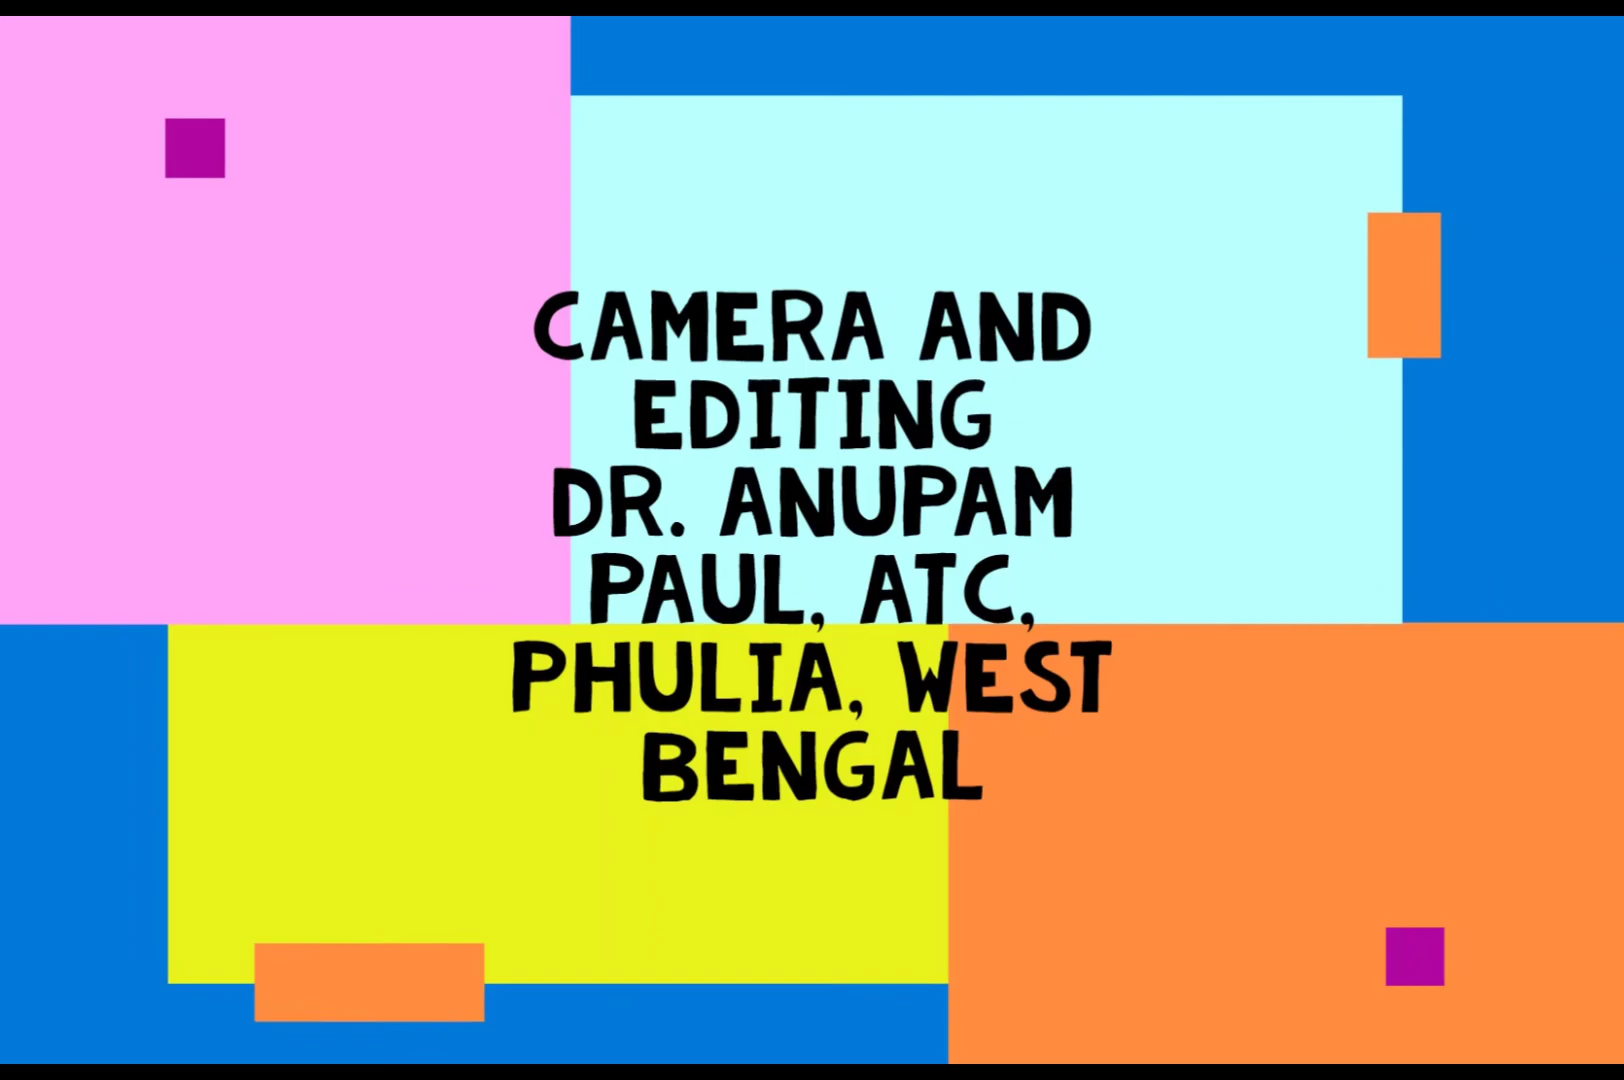 CAMERA AND
EDITING
DR. ANUPAM
PAUL, ATC,
PHULIA, WEST
BENGAL